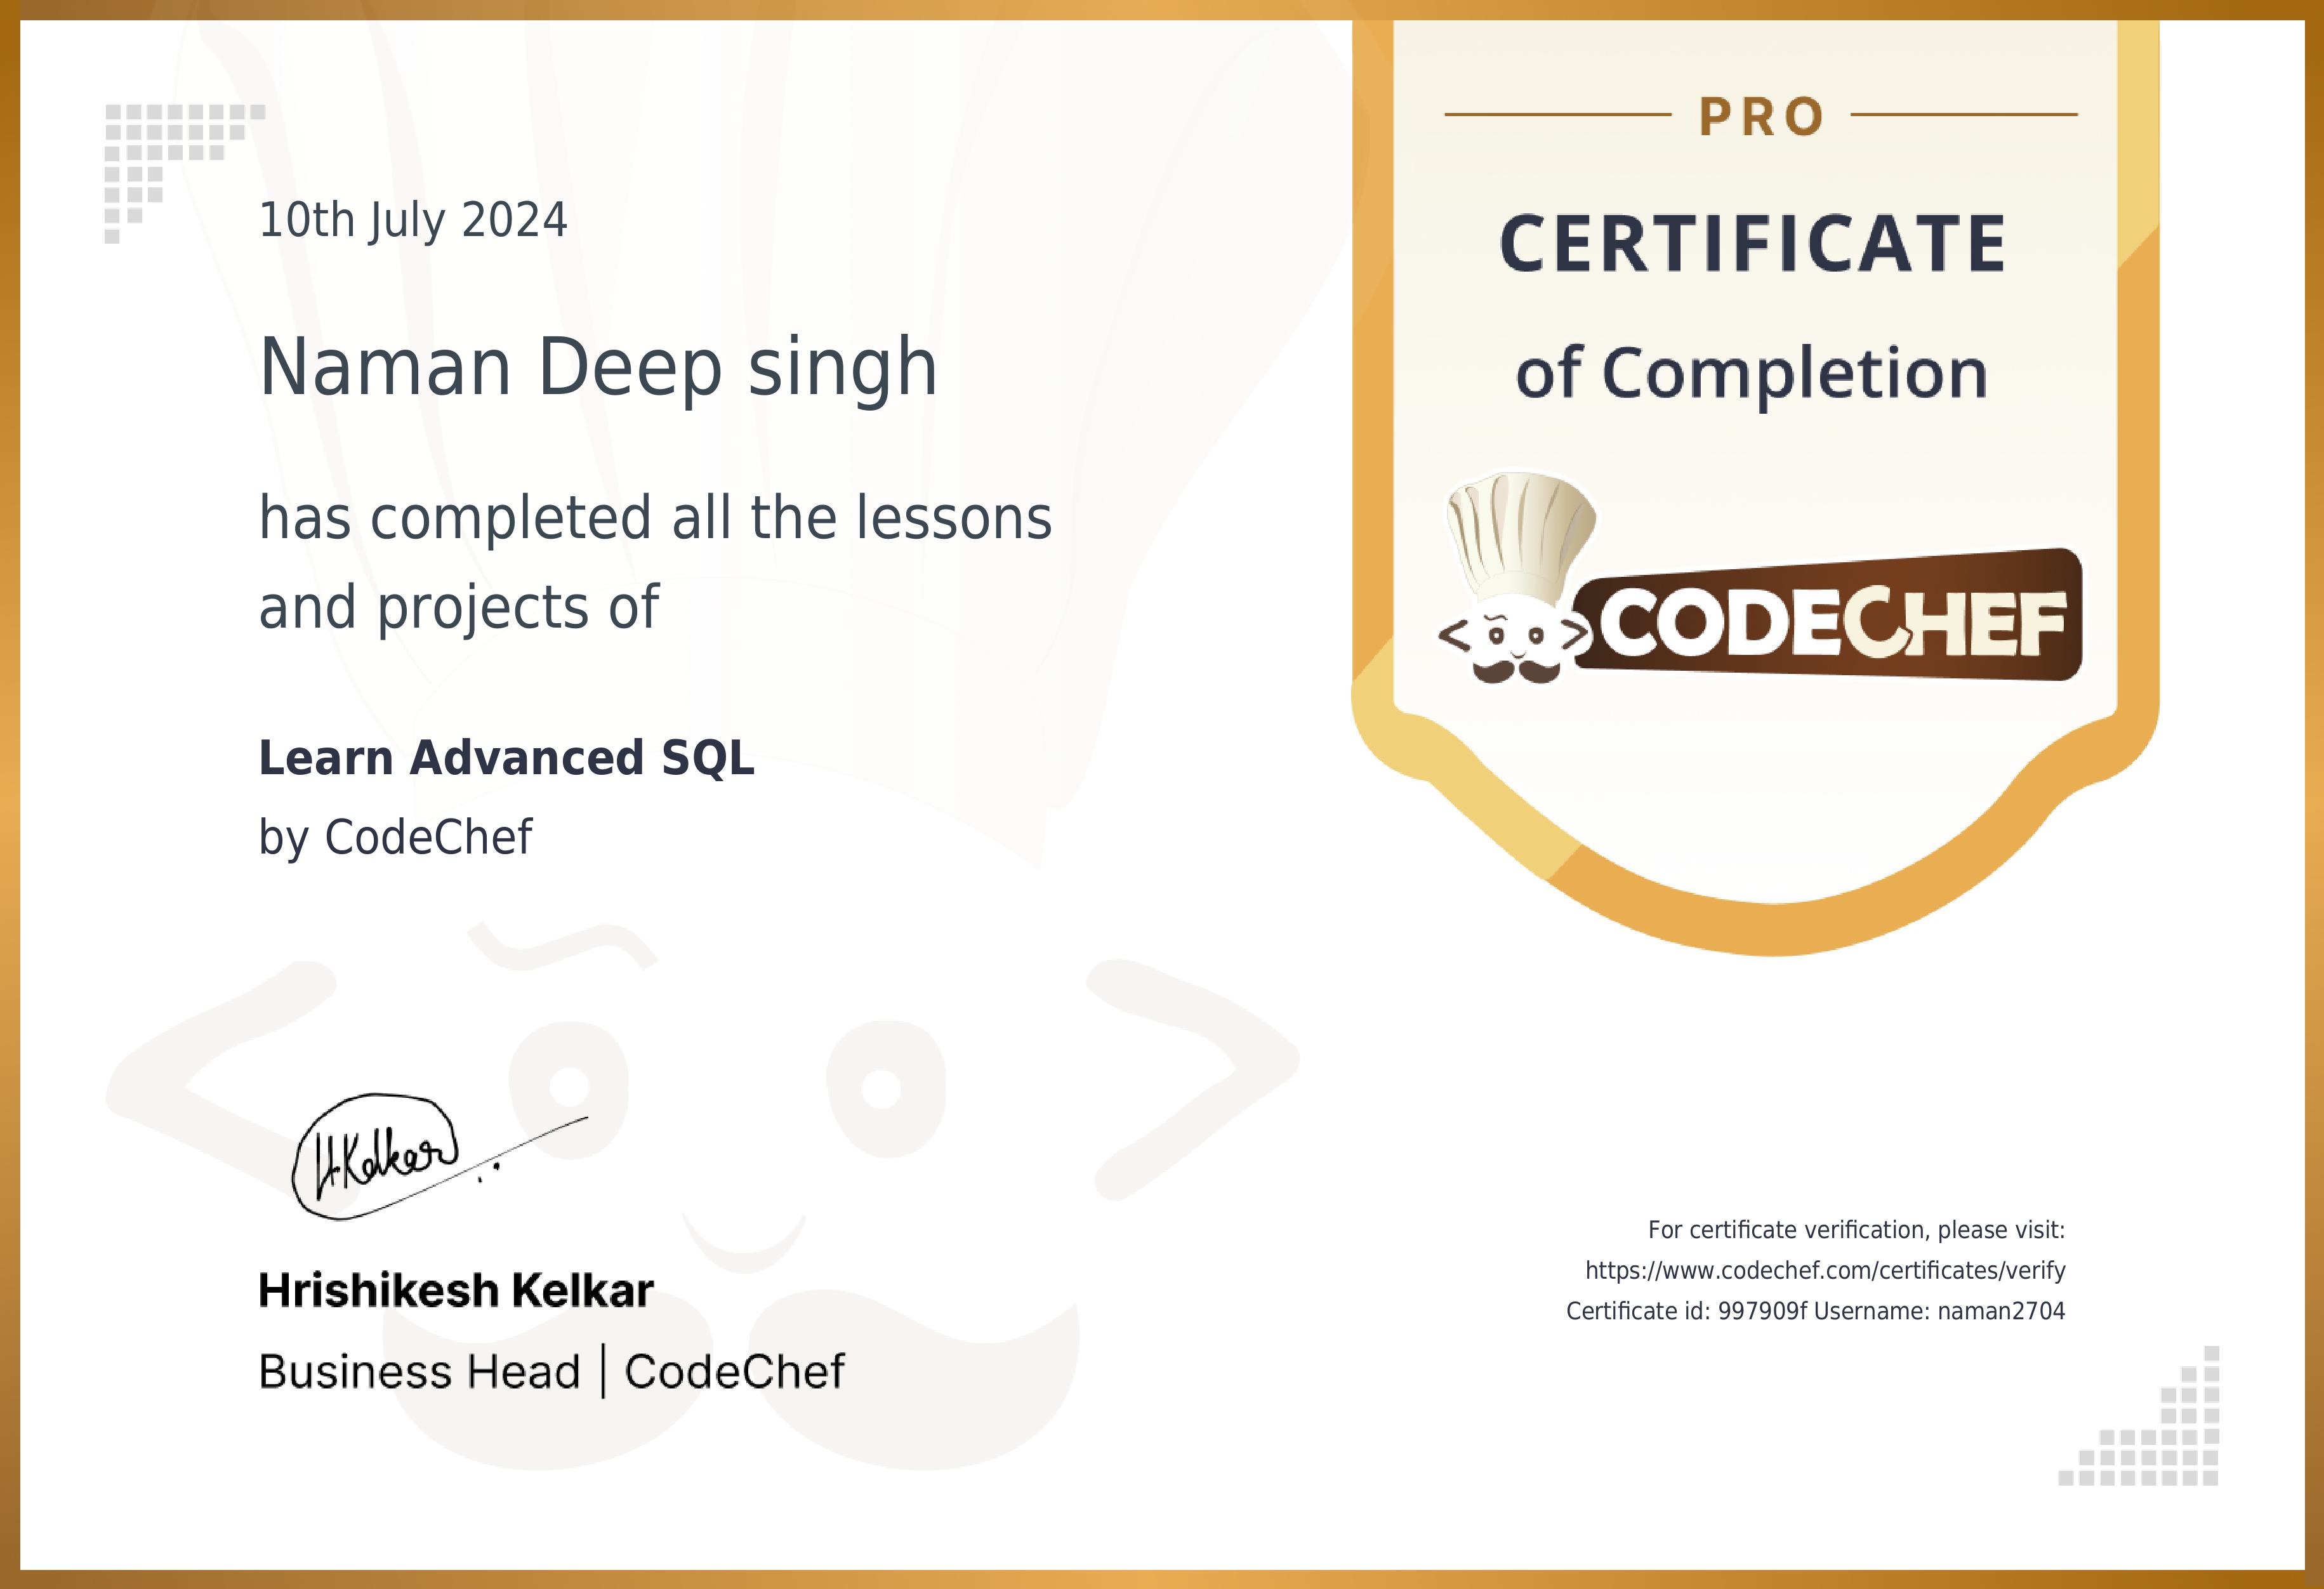 10th July 2024
Naman Deep singh
has completed all the lessons
and projects of
Learn Advanced SQL
by CodeChef
HKelkar
Hrishikesh Kelkar
Business Head | CodeChef
PRO
CERTIFICATE
of Completion
CODECHEF
For certificate verification, please visit:
https://www.codechef.com/certificates/verify
Certificate id: 997909f Username: naman2704